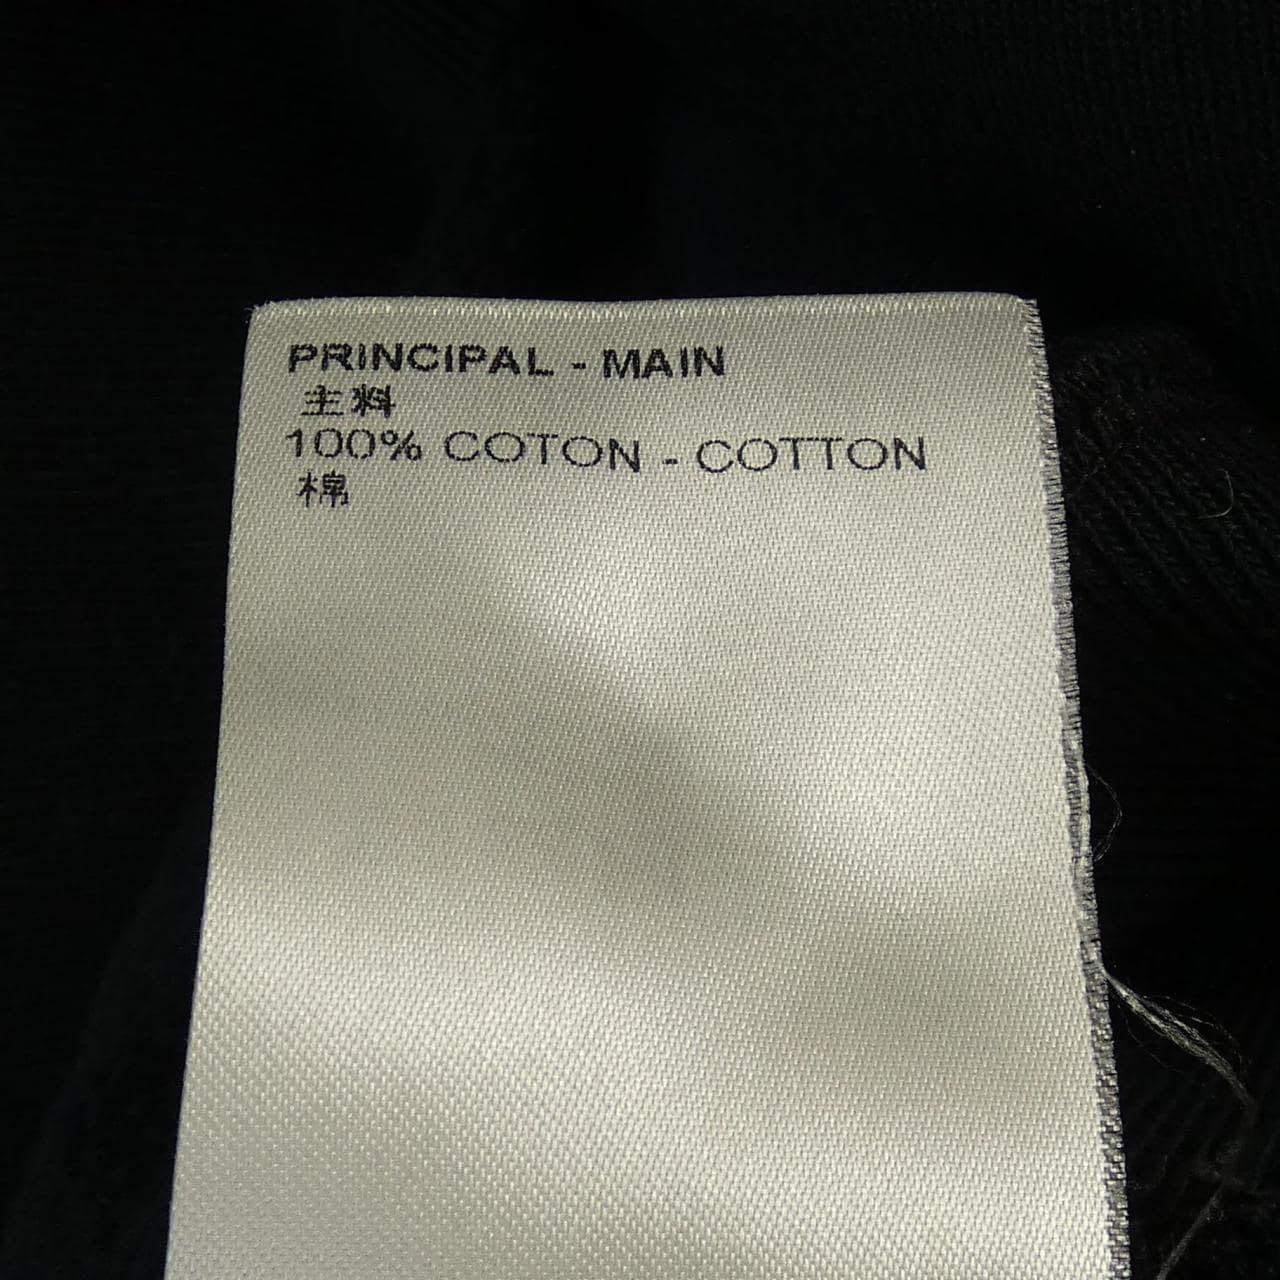 PRINCIPAL - MAIN
主料
100% COTON - COTTON
棉